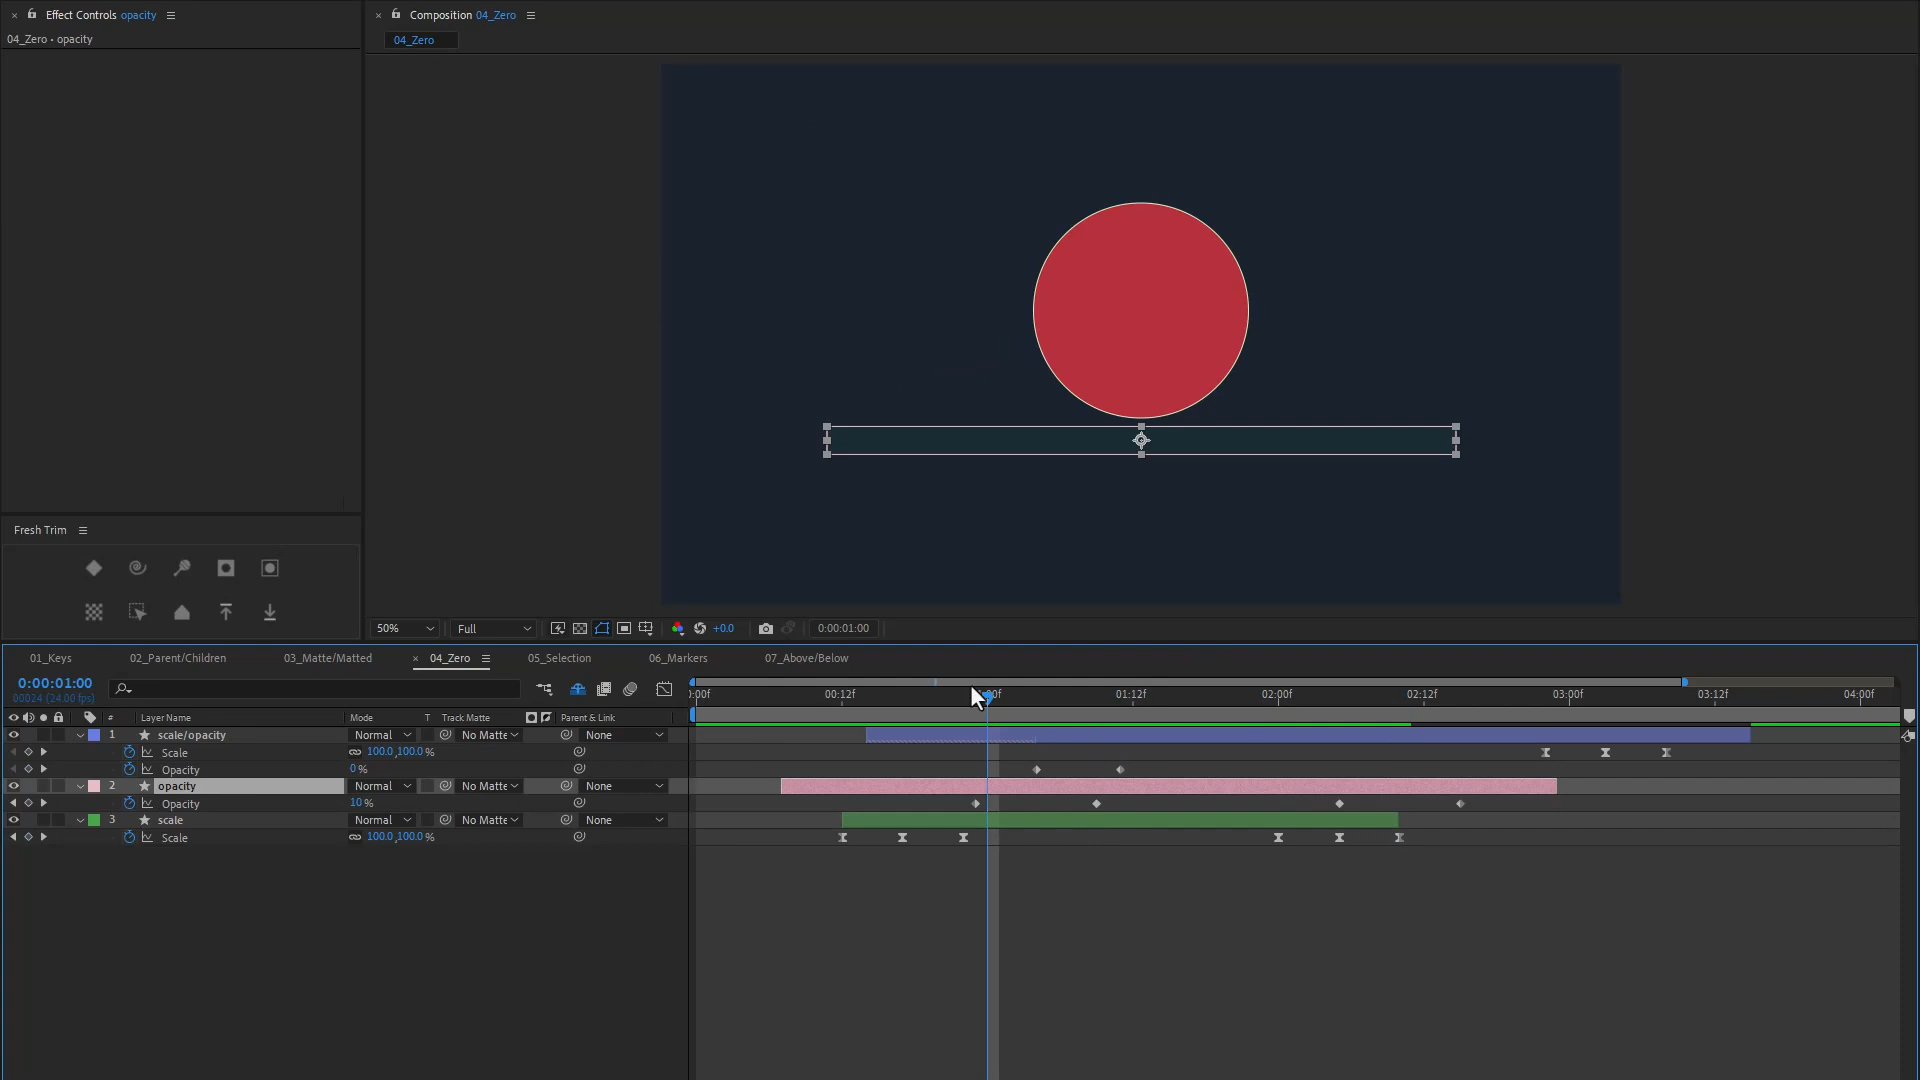 Effect Controls opacity
04_Zero • opacity
Composition 04_Zero
04_Zero
Fresh Trim
50% Full +0.0 0:00:01:00
01_Keys 02_Parent/Children 03_Matte/Matted 04_Zero 05_Selection 06_Markers 07_Above/Below
0:00:01:00
00024 (24.00 fps)
:00f 00:12f 01:12f 02:00f 02:12f 03:00f 03:12f 04:00f
# Layer Name Mode T Track Matte Parent & Link
1 scale/opacity Normal No Matte None
Scale 100.0,100.0 %
Opacity 0 %
2 opacity Normal No Matte None
Opacity 10 %
3 scale Normal No Matte None
Scale 100.0,100.0 %